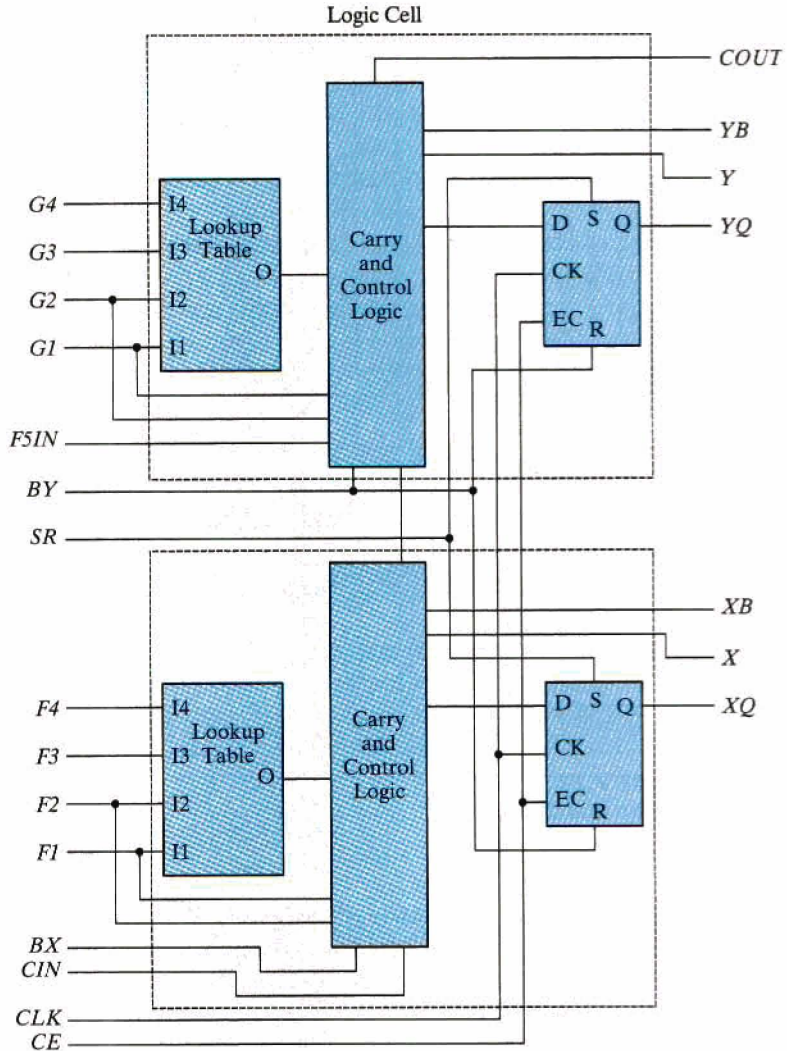 Logic Cell
COUT
YB
Y
G4
I4
Lookup
Table
D
S
Q
YQ
G3
I3
Carry
and
Control
Logic
O
CK
G2
I2
EC
R
G1
I1
F5IN
BY
SR
XB
X
F4
I4
Lookup
Table
D
S
Q
XQ
F3
I3
Carry
and
Control
Logic
O
CK
F2
I2
EC
R
F1
I1
BX
CIN
CLK
CE